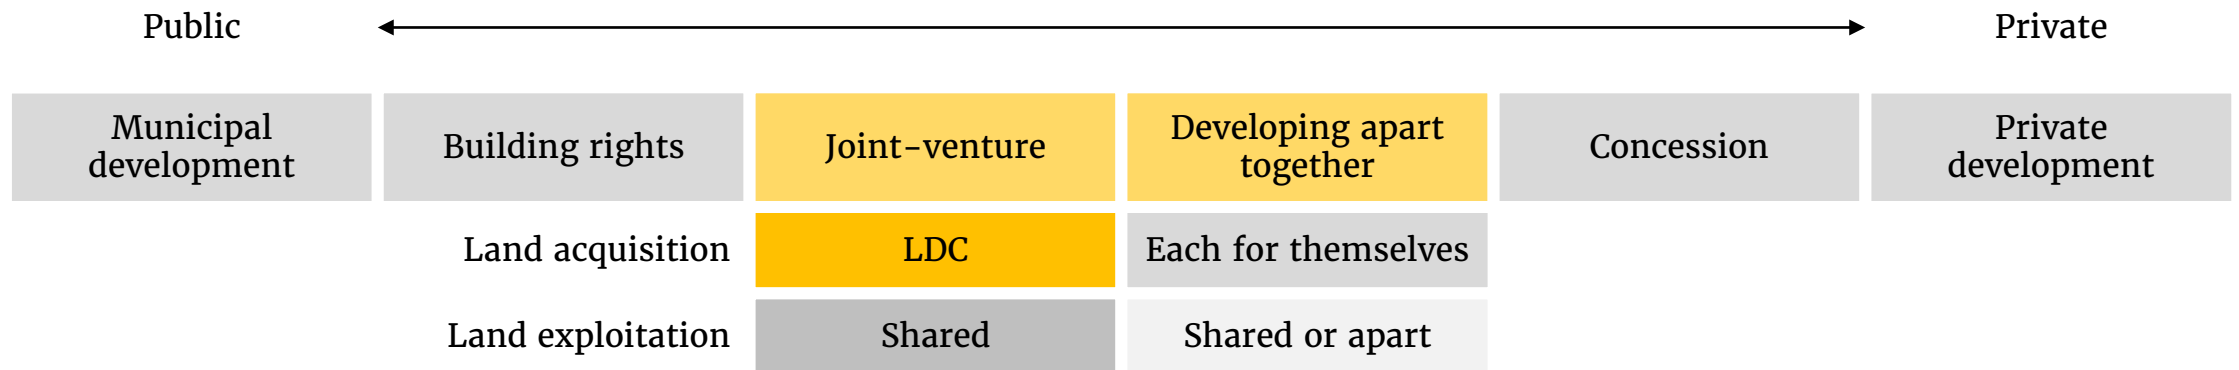 Public
Private
Municipal
development
Building rights
Joint-venture
Developing apart
together
Concession
Private
development
Land acquisition
LDC
Each for themselves
Land exploitation
Shared
Shared or apart